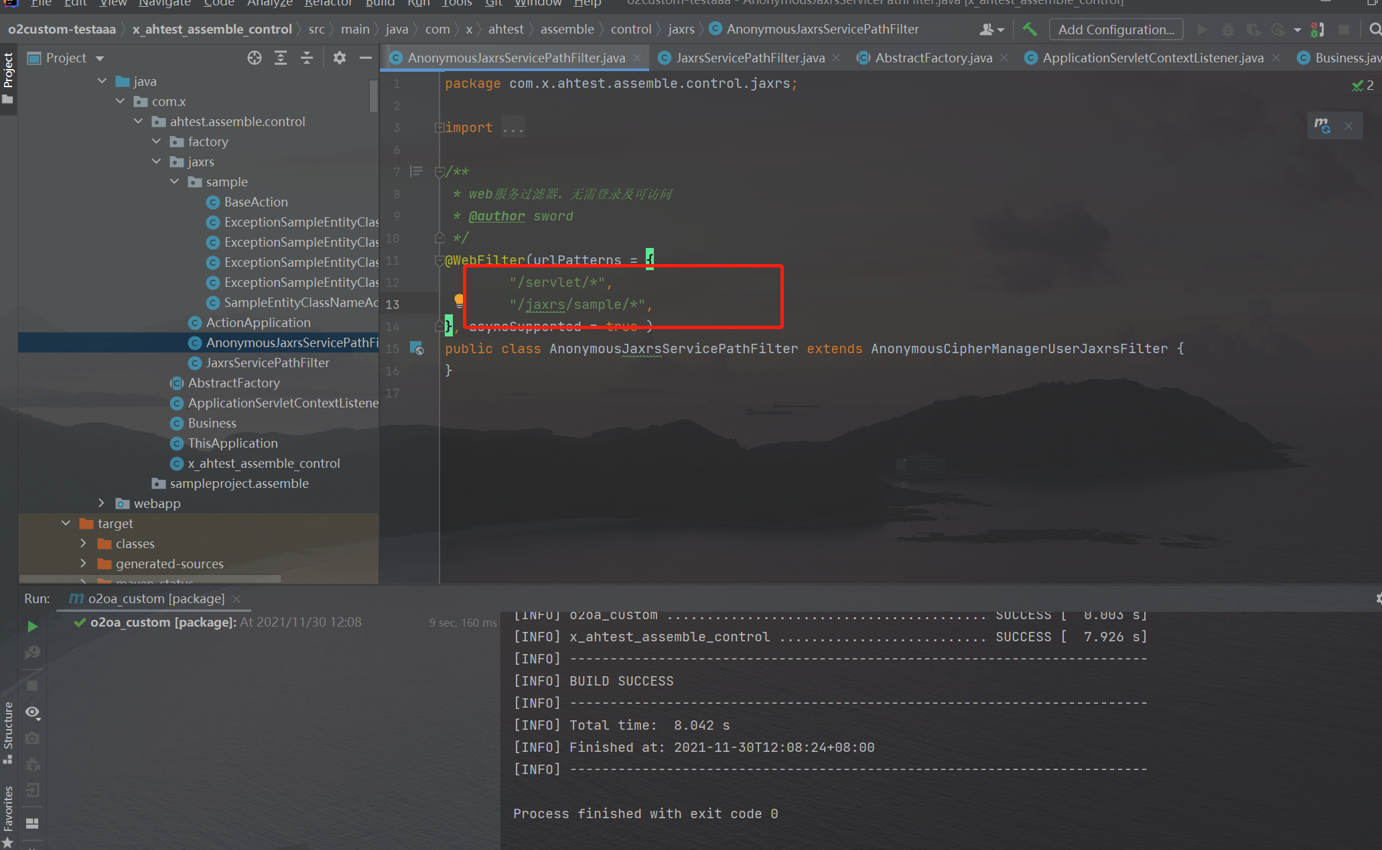 File Edit View Navigate Code Analyze Refactor Build Run Tools Git Window Help o2custom-testaaa - AnonymousJaxrsServicePathFilter.java [x_ahtest_assemble_control]
o2custom-testaaa x_ahtest_assemble_control src main java com x ahtest assemble control jaxrs AnonymousJaxrsServicePathFilter Add Configuration...
Project
Project
AnonymousJaxrsServicePathFilter.java JaxrsServicePathFilter.java AbstractFactory.java ApplicationServletContextListener.java Business.jav
java
com.x
ahtest.assemble.control
factory
jaxrs
sample
BaseAction
ExceptionSampleEntityClas
ExceptionSampleEntityClas
ExceptionSampleEntityClas
ExceptionSampleEntityClas
SampleEntityClassNameAc
ActionApplication
AnonymousJaxrsServicePathFi
JaxrsServicePathFilter
AbstractFactory
ApplicationServletContextListene
Business
ThisApplication
x_ahtest_assemble_control
sampleproject.assemble
webapp
target
classes
generated-sources
maven-status
1 package com.x.ahtest.assemble.control.jaxrs;
2
3 import ...
6
7 /**
8 * web服务过滤器，无需登录及可访问
9 * @author sword
10 */
11 @WebFilter(urlPatterns = {
12 "/servlet/*",
13 "/jaxrs/sample/*",
14 }, asyncSupported = true )
15 public class AnonymousJaxrsServicePathFilter extends AnonymousCipherManagerUserJaxrsFilter {
16 }
17
2
m
Run: m o2oa_custom [package]
o2oa_custom [package]: At 2021/11/30 12:08 9 sec, 160 ms
[INFO] o2oa_custom ........................................ SUCCESS [ 0.003 s]
[INFO] x_ahtest_assemble_control .......................... SUCCESS [ 7.926 s]
[INFO] ------------------------------------------------------------------------
[INFO] BUILD SUCCESS
[INFO] ------------------------------------------------------------------------
[INFO] Total time: 8.042 s
[INFO] Finished at: 2021-11-30T12:08:24+08:00
[INFO] ------------------------------------------------------------------------
Process finished with exit code 0
Structure
Favorites